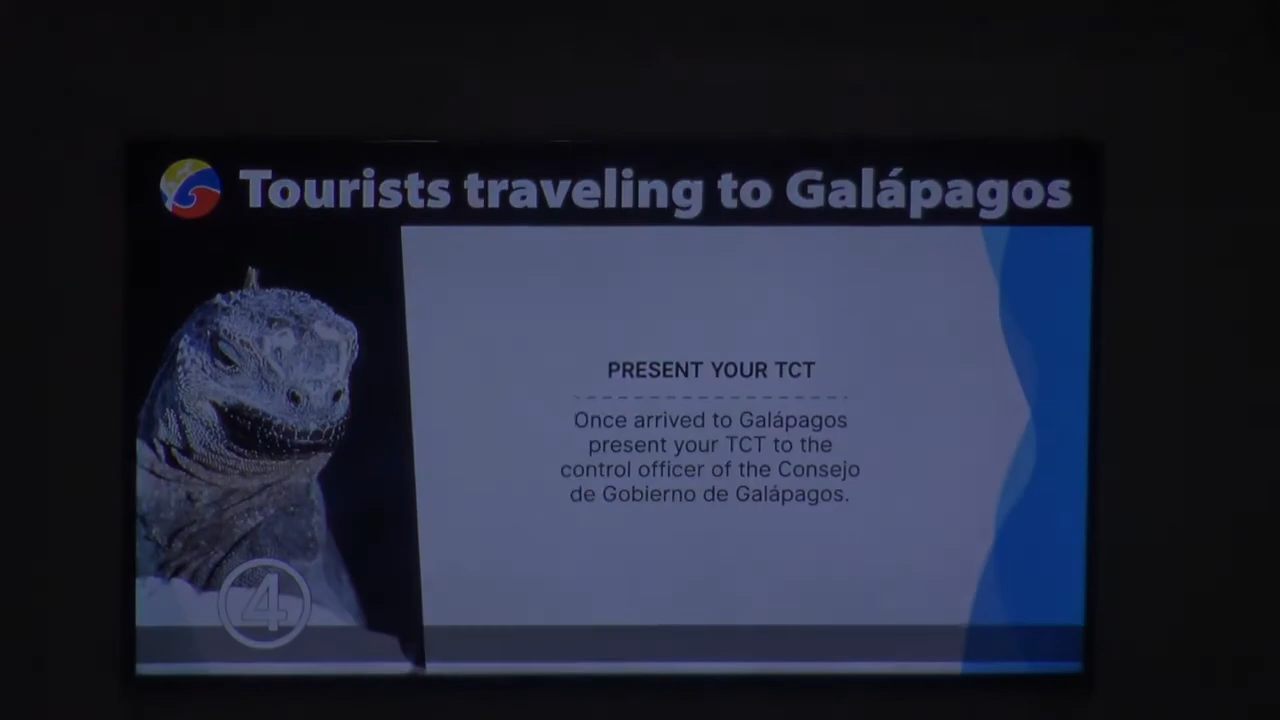 Tourists traveling to Galápagos
PRESENT YOUR TCT
Once arrived to Galápagos
present your TCT to the
control officer of the Consejo
de Gobierno de Galápagos.
4